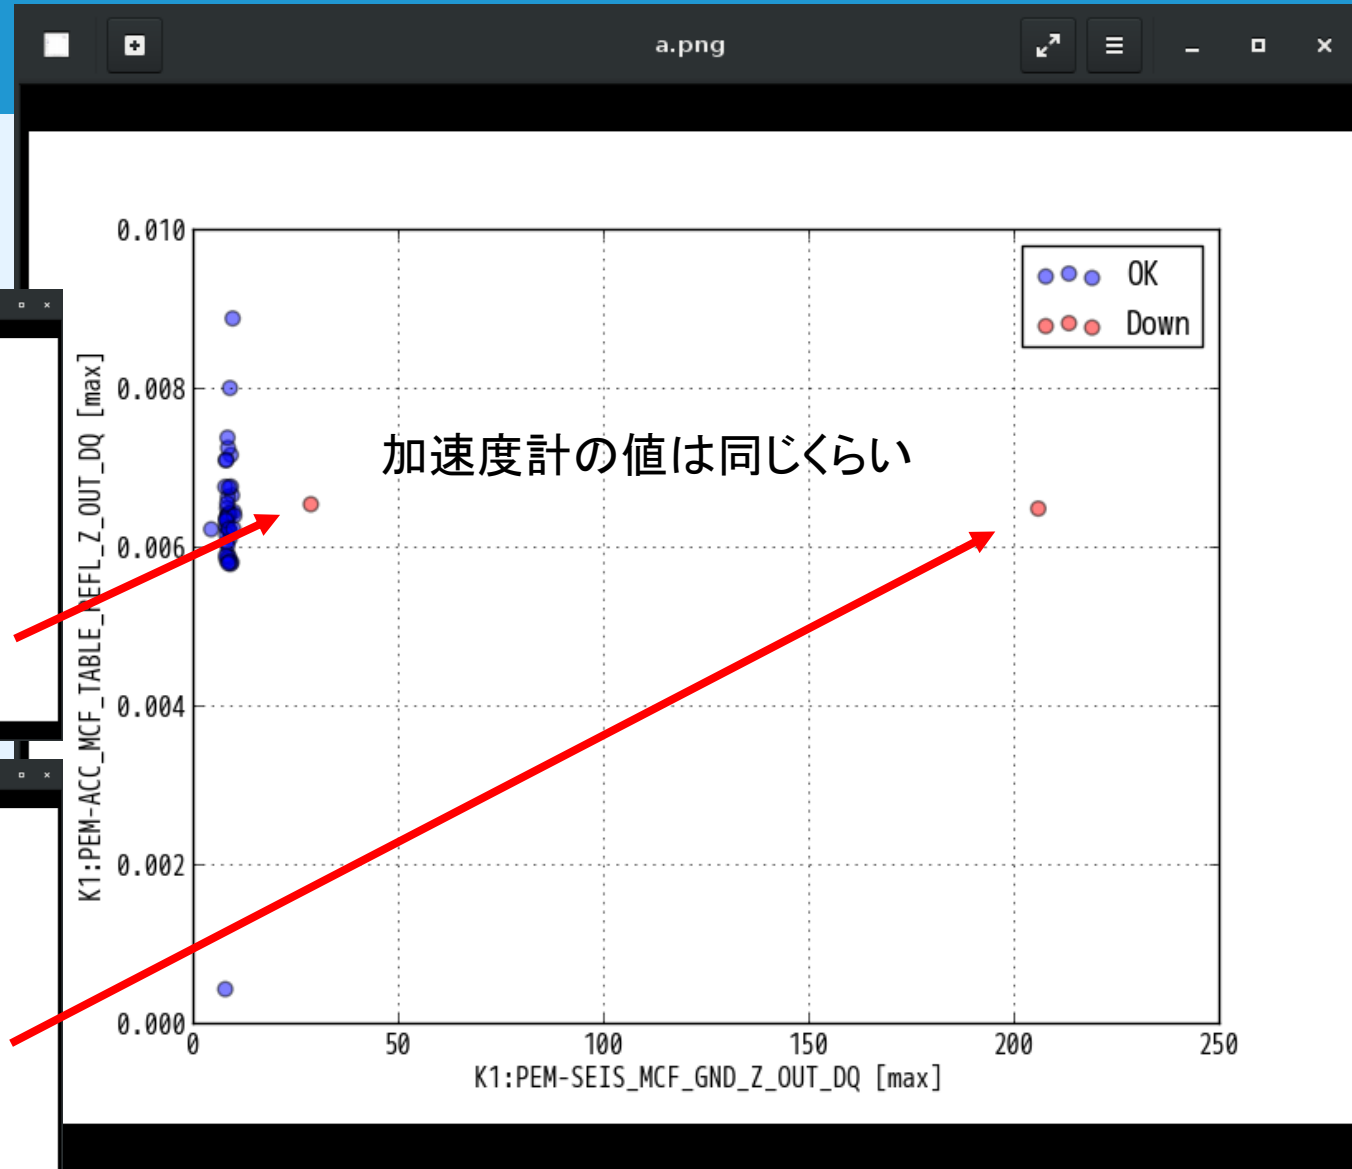 a.png
0.010
0.008
0.006
0.004
0.002
0.000
K1:PEM-ACC_MCF_TABLE_REFL_Z_OUT_DQ [max]
OK
Down
加速度計の値は同じくらい
0 50 100 150 200 250
K1:PEM-SEIS_MCF_GND_Z_OUT_DQ [max]